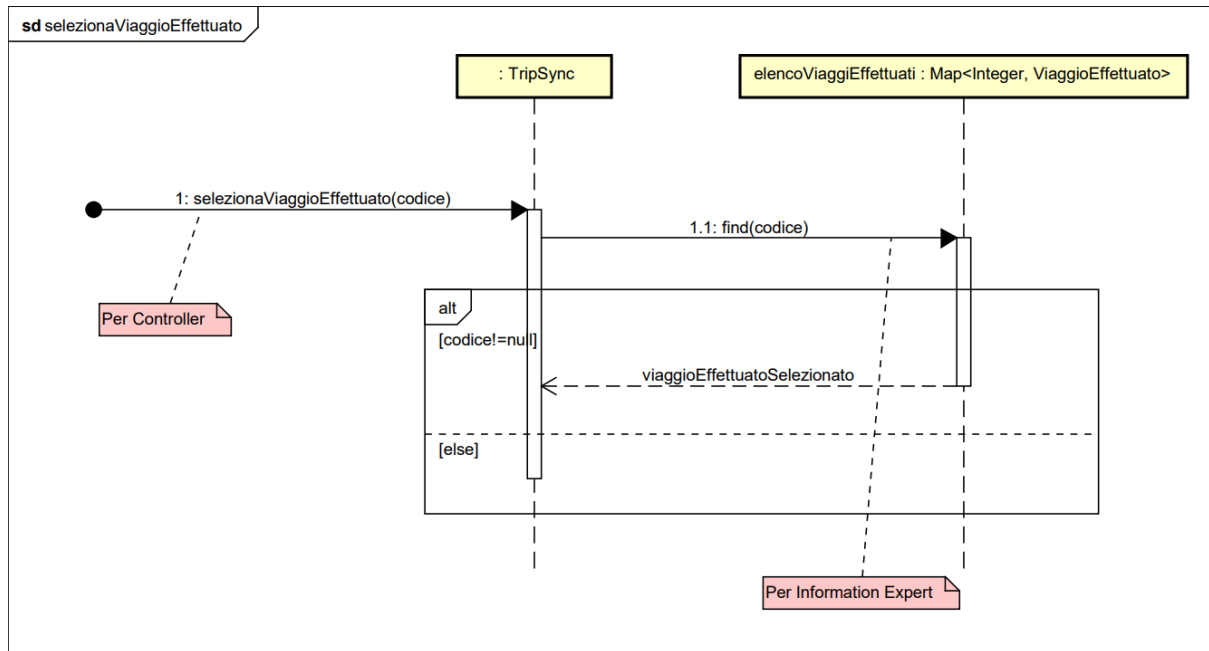 sd selezionaViaggioEffettuato
: TripSync
elencoViaggiEffettuati : Map<Integer, ViaggioEffettuato>
1: selezionaViaggioEffettuato(codice)
1.1: find(codice)
Per Controller
alt
[codice!=null]
viaggioEffettuatoSelezionato
[else]
Per Information Expert